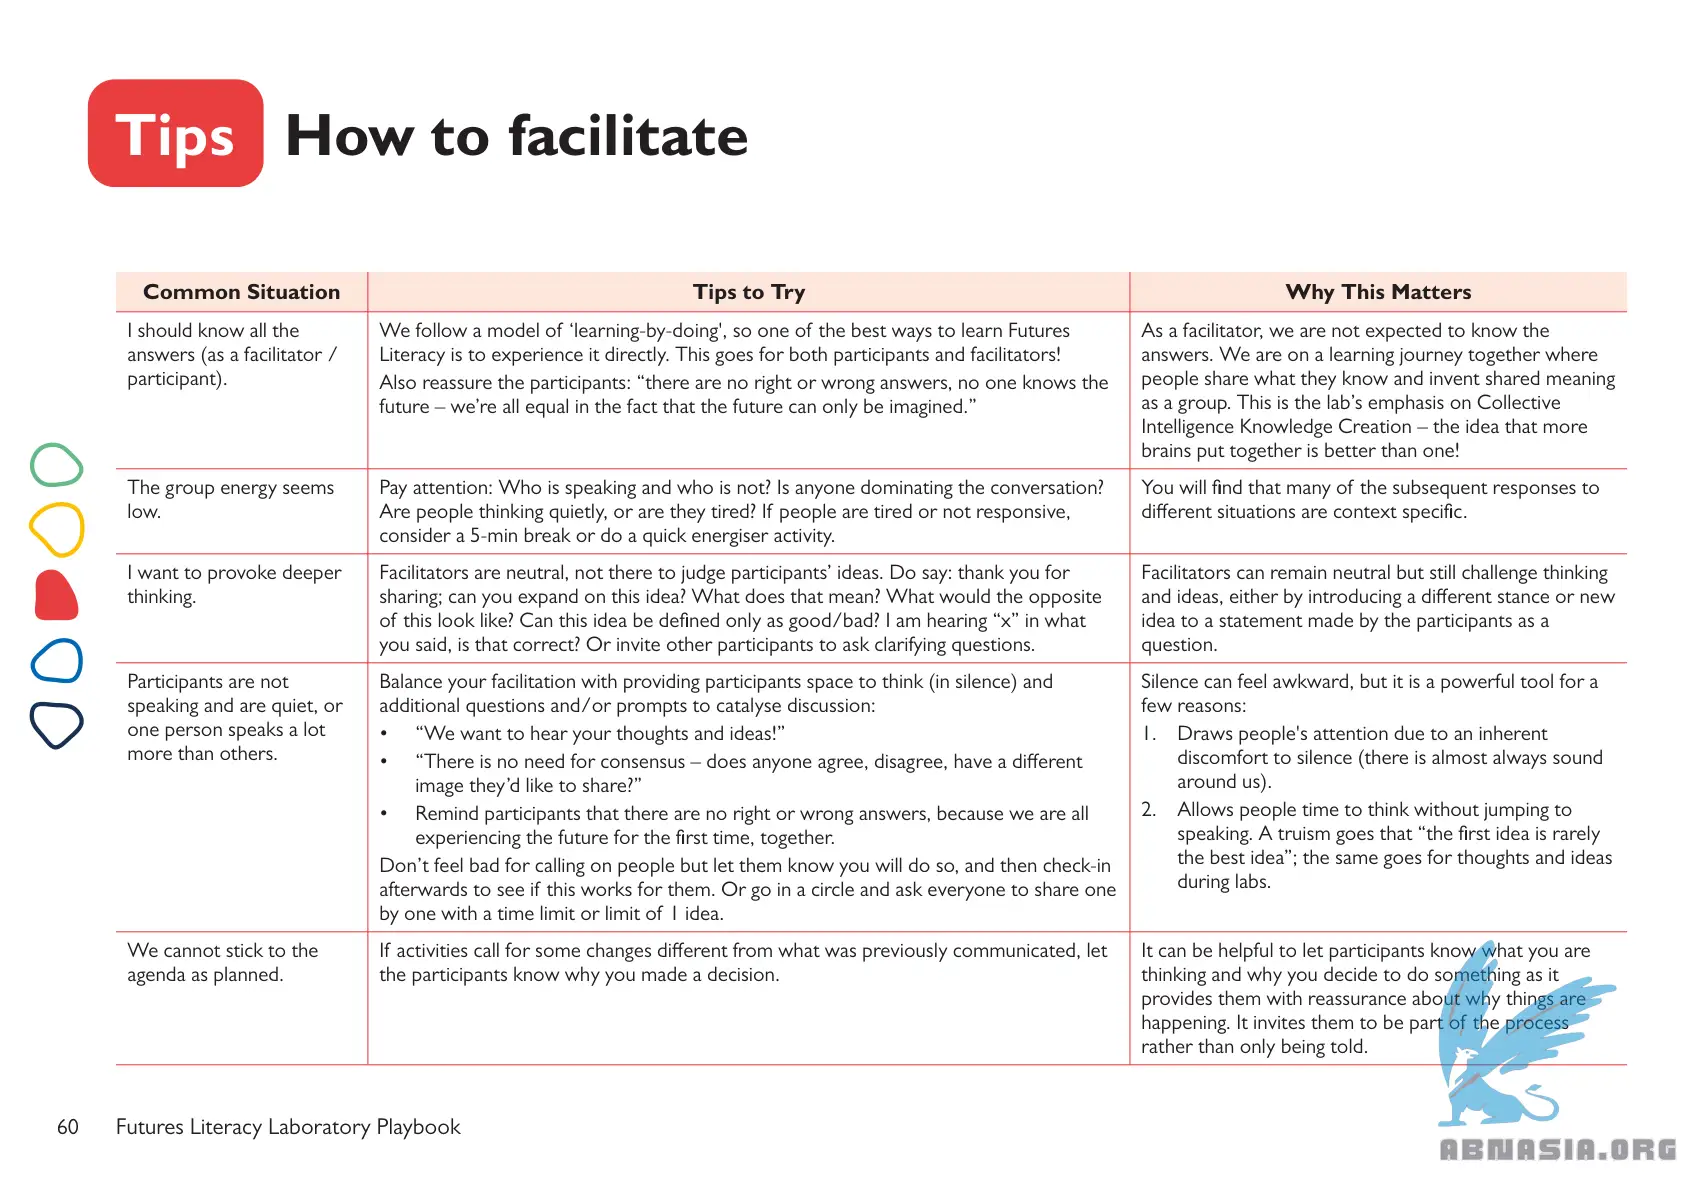 Tips How to facilitate
Common Situation
Tips to Try
Why This Matters
I should know all the
answers (as a facilitator /
participant).
We follow a model of ‘learning-by-doing', so one of the best ways to learn Futures
Literacy is to experience it directly. This goes for both participants and facilitators!
Also reassure the participants: “there are no right or wrong answers, no one knows the
future – we’re all equal in the fact that the future can only be imagined.”
As a facilitator, we are not expected to know the
answers. We are on a learning journey together where
people share what they know and invent shared meaning
as a group. This is the lab’s emphasis on Collective
Intelligence Knowledge Creation – the idea that more
brains put together is better than one!
The group energy seems
low.
Pay attention: Who is speaking and who is not? Is anyone dominating the conversation?
Are people thinking quietly, or are they tired? If people are tired or not responsive,
consider a 5-min break or do a quick energiser activity.
You will find that many of the subsequent responses to
different situations are context specific.
I want to provoke deeper
thinking.
Facilitators are neutral, not there to judge participants’ ideas. Do say: thank you for
sharing; can you expand on this idea? What does that mean? What would the opposite
of this look like? Can this idea be defined only as good/bad? I am hearing “x” in what
you said, is that correct? Or invite other participants to ask clarifying questions.
Facilitators can remain neutral but still challenge thinking
and ideas, either by introducing a different stance or new
idea to a statement made by the participants as a
question.
Participants are not
speaking and are quiet, or
one person speaks a lot
more than others.
Balance your facilitation with providing participants space to think (in silence) and
additional questions and/or prompts to catalyse discussion:
• “We want to hear your thoughts and ideas!”
• “There is no need for consensus – does anyone agree, disagree, have a different
image they’d like to share?”
• Remind participants that there are no right or wrong answers, because we are all
experiencing the future for the first time, together.
Don’t feel bad for calling on people but let them know you will do so, and then check-in
afterwards to see if this works for them. Or go in a circle and ask everyone to share one
by one with a time limit or limit of 1 idea.
Silence can feel awkward, but it is a powerful tool for a
few reasons:
1. Draws people's attention due to an inherent
discomfort to silence (there is almost always sound
around us).
2. Allows people time to think without jumping to
speaking. A truism goes that “the first idea is rarely
the best idea”; the same goes for thoughts and ideas
during labs.
We cannot stick to the
agenda as planned.
If activities call for some changes different from what was previously communicated, let
the participants know why you made a decision.
It can be helpful to let participants know what you are
thinking and why you decide to do something as it
provides them with reassurance about why things are
happening. It invites them to be part of the process
rather than only being told.
60 Futures Literacy Laboratory Playbook
ABNASIA.ORG